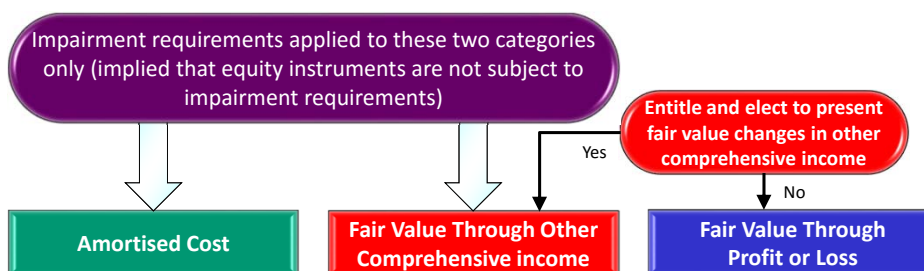 Impairment requirements applied to these two categories
only (implied that equity instruments are not subject to
impairment requirements)
Entitle and elect to present
fair value changes in other
comprehensive income
Yes
No
Amortised Cost
Fair Value Through Other
Comprehensive income
Fair Value Through
Profit or Loss